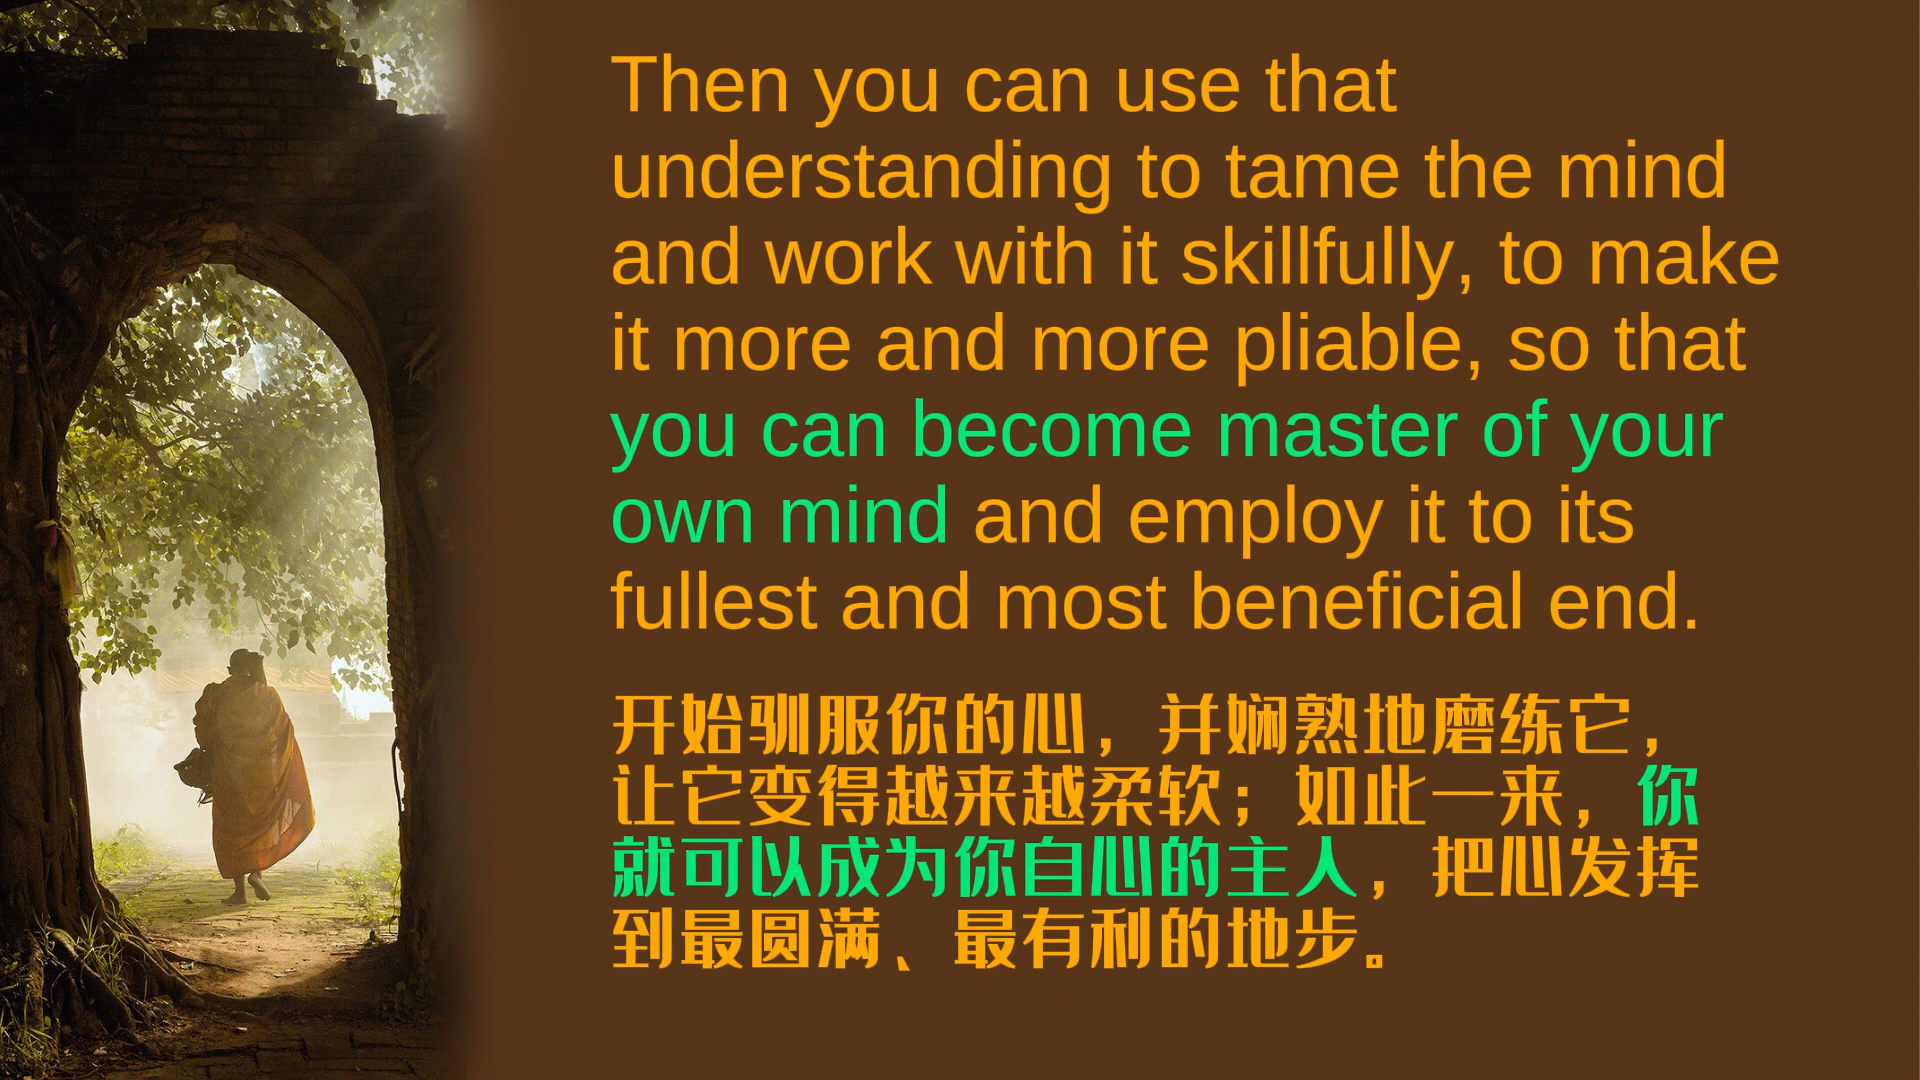 Then you can use that
understanding to tame the mind
and work with it skillfully, to make
it more and more pliable, so that
you can become master of your
own mind and employ it to its
fullest and most beneficial end.
开始驯服你的心，并娴熟地磨练它，
让它变得越来越柔软；如此一来，你
就可以成为你自心的主人，把心发挥
到最圆满、最有利的地步。